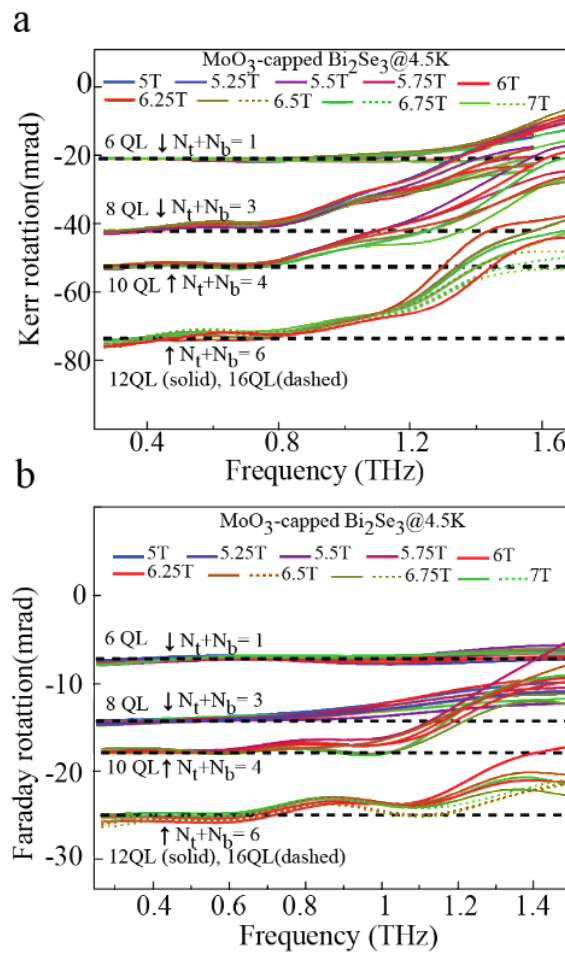 a
MoO3-capped Bi2Se3@4.5K
5T 5.25T 5.5T 5.75T 6T
6.25T 6.5T 6.75T 7T
0
6 QL ↓ Nt+Nb= 1
-20
8 QL ↓ Nt+Nb= 3
-40
10 QL ↑ Nt+Nb= 4
-60
↑ Nt+Nb= 6
-80
12QL (solid), 16QL(dashed)
Kerr rotattion(mrad)
0.4 0.8 1.2 1.6
Frequency (THz)
b
MoO3-capped Bi2Se3@4.5K
5T 5.25T 5.5T 5.75T 6T
6.25T 6.5T 6.75T 7T
0
6 QL ↓ Nt+Nb= 1
-10
8 QL ↓ Nt+Nb= 3
10 QL ↑ Nt+Nb= 4
-20
↑ Nt+Nb= 6
12QL (solid), 16QL(dashed)
-30
Faraday rotattion(mrad)
0.4 0.6 0.8 1 1.2 1.4
Frequency (THz)